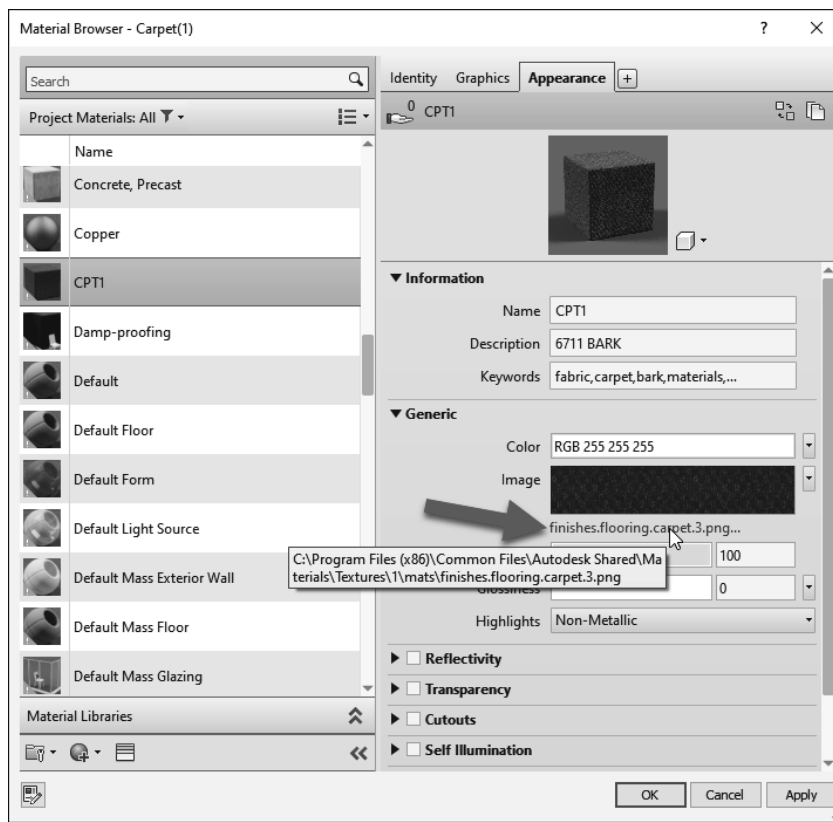 Material Browser - Carpet(1)
?
Search
Project Materials: All
Name
Concrete, Precast
Copper
CPT1
Damp-proofing
Default
Default Floor
Default Form
Default Light Source
Default Mass Exterior Wall
Default Mass Floor
Default Mass Glazing
Material Libraries
Identity Graphics Appearance +
0
CPT1
Information
Name CPT1
Description 6711 BARK
Keywords fabric,carpet,bark,materials,...
Generic
Color RGB 255 255 255
Image
finishes.flooring.carpet.3.png...
100
C:\Program Files (x86)\Common Files\Autodesk Shared\Ma
terials\Textures\1\mats\finishes.flooring.carpet.3.png
Glossiness 0
Highlights Non-Metallic
Reflectivity
Transparency
Cutouts
Self Illumination
OK Cancel Apply